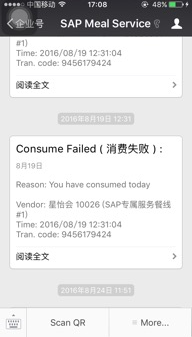 中国移动 17:08 48%
企业号 SAP Meal Service
#1)
Time: 2016/08/19 12:31:04
Tran. code: 9456179424
阅读全文
2016年8月19日 12:31
Consume Failed ( 消费失败 ) :
8月19日
Reason: You have consumed today
Vendor: 星怡会 10026 (SAP专属服务餐线
#1)
Time: 2016/08/19 12:31:04
Tran. code: 9456179424
阅读全文
2016年8月24日 11:51
Scan QR
More...